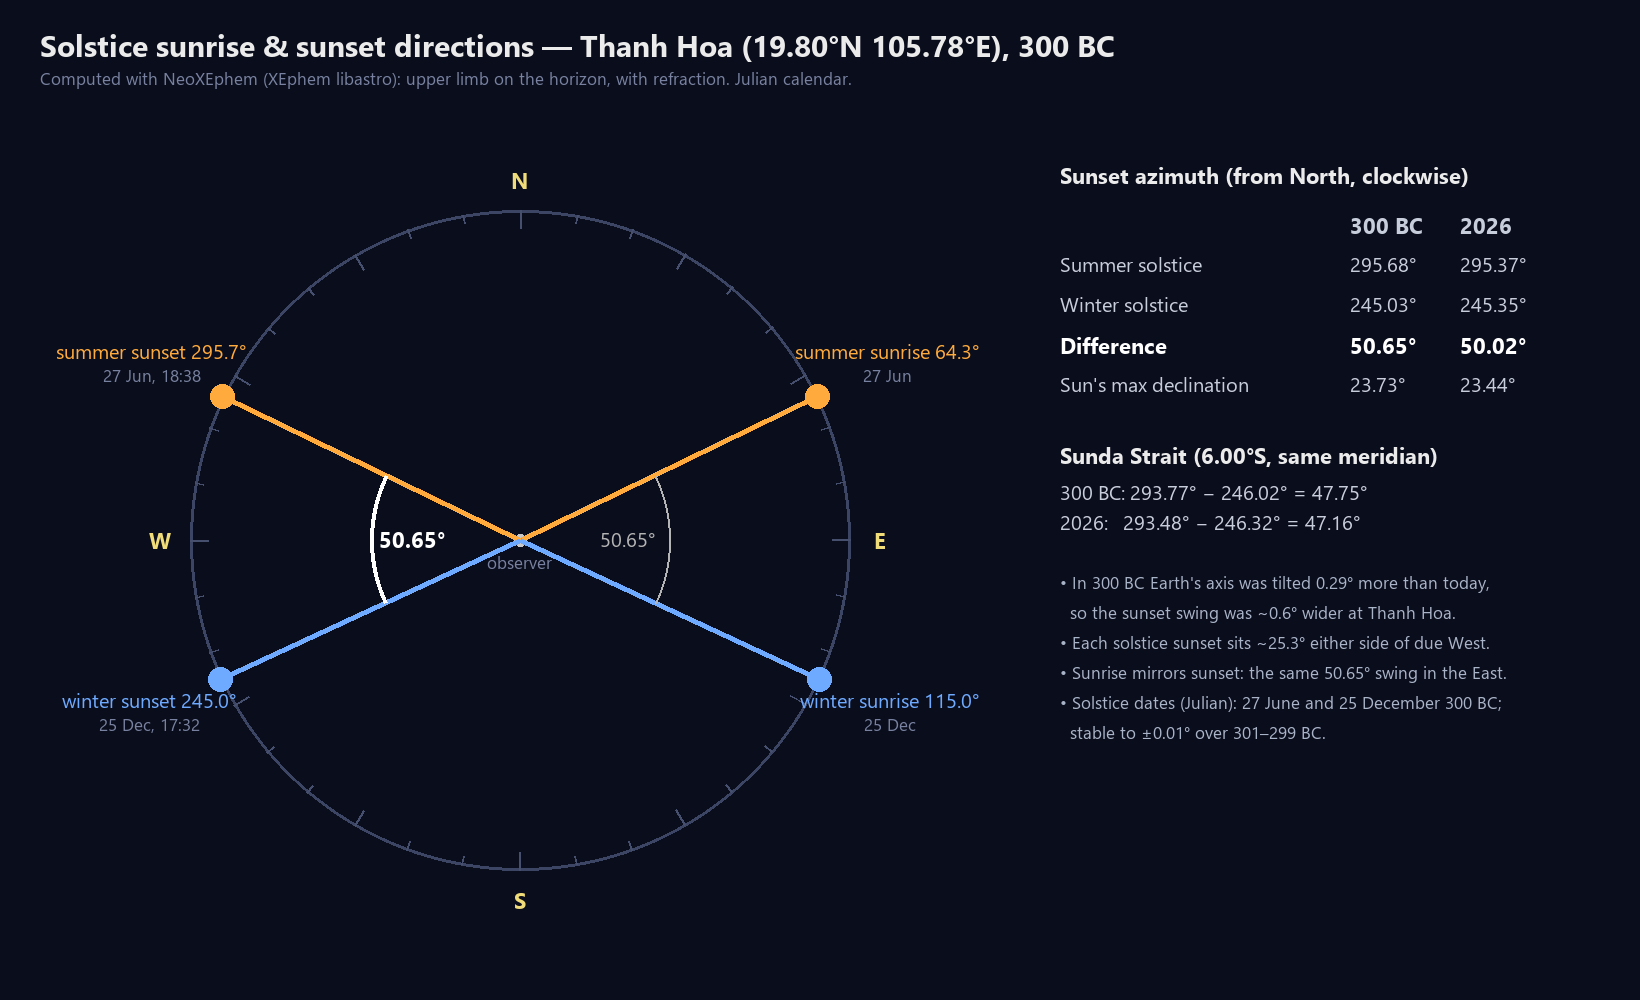 Solstice sunrise & sunset directions — Thanh Hoa (19.80°N 105.78°E), 300 BC
Computed with NeoXEphem (XEphem libastro): upper limb on the horizon, with refraction. Julian calendar.
N
summer sunset 295.7°
27 Jun, 18:38
summer sunrise 64.3°
27 Jun
W
50.65°
50.65°
E
observer
winter sunset 245.0°
25 Dec, 17:32
winter sunrise 115.0°
25 Dec
S
Sunset azimuth (from North, clockwise)
300 BC 2026
Summer solstice 295.68° 295.37°
Winter solstice 245.03° 245.35°
Difference 50.65° 50.02°
Sun's max declination 23.73° 23.44°
Sunda Strait (6.00°S, same meridian)
300 BC: 293.77° − 246.02° = 47.75°
2026: 293.48° − 246.32° = 47.16°
• In 300 BC Earth's axis was tilted 0.29° more than today,
so the sunset swing was ~0.6° wider at Thanh Hoa.
• Each solstice sunset sits ~25.3° either side of due West.
• Sunrise mirrors sunset: the same 50.65° swing in the East.
• Solstice dates (Julian): 27 June and 25 December 300 BC;
stable to ±0.01° over 301–299 BC.